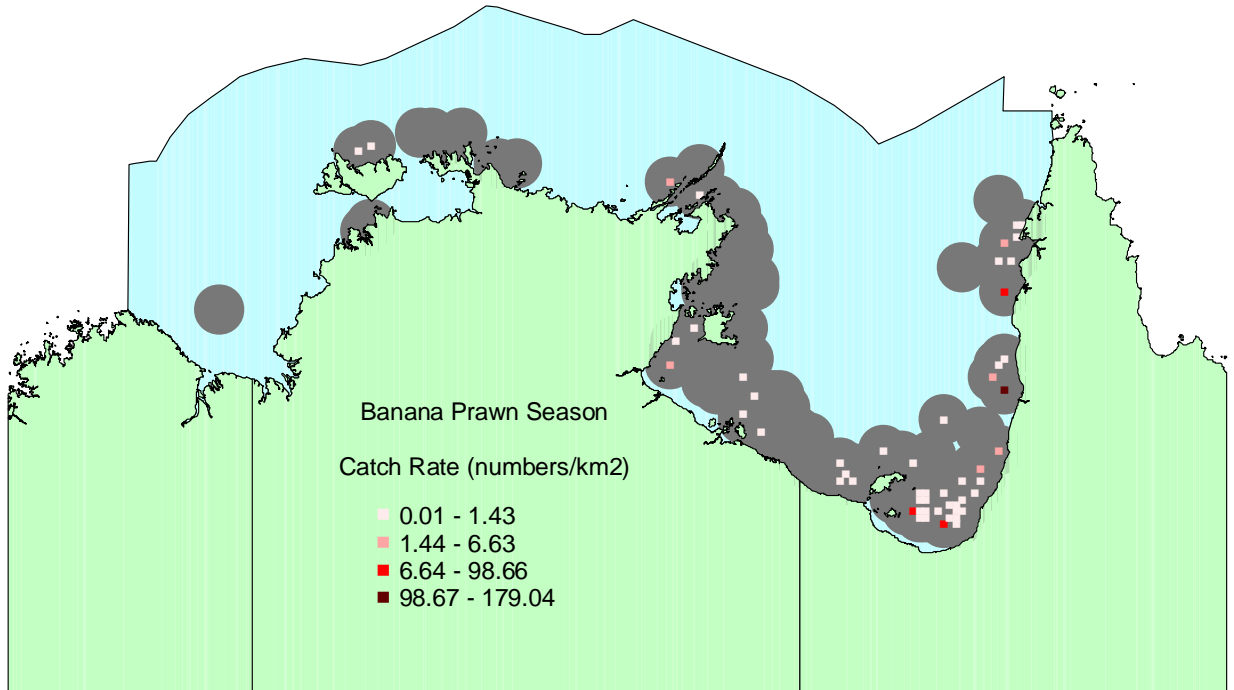 Banana Prawn Season
Catch Rate (numbers/km2)
0.01 - 1.43
1.44 - 6.63
6.64 - 98.66
98.67 - 179.04